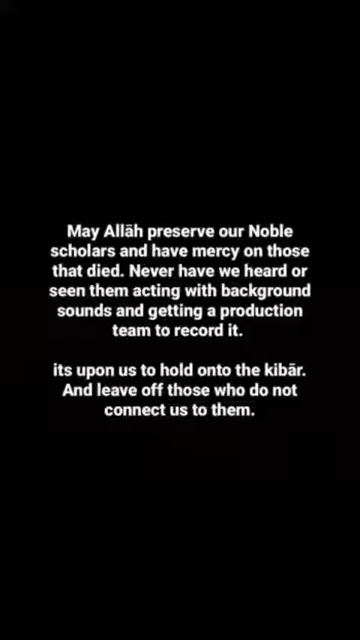 May Allāh preserve our Noble
scholars and have mercy on those
that died. Never have we heard or
seen them acting with background
sounds and getting a production
team to record it.
its upon us to hold onto the kibār.
And leave off those who do not
connect us to them.